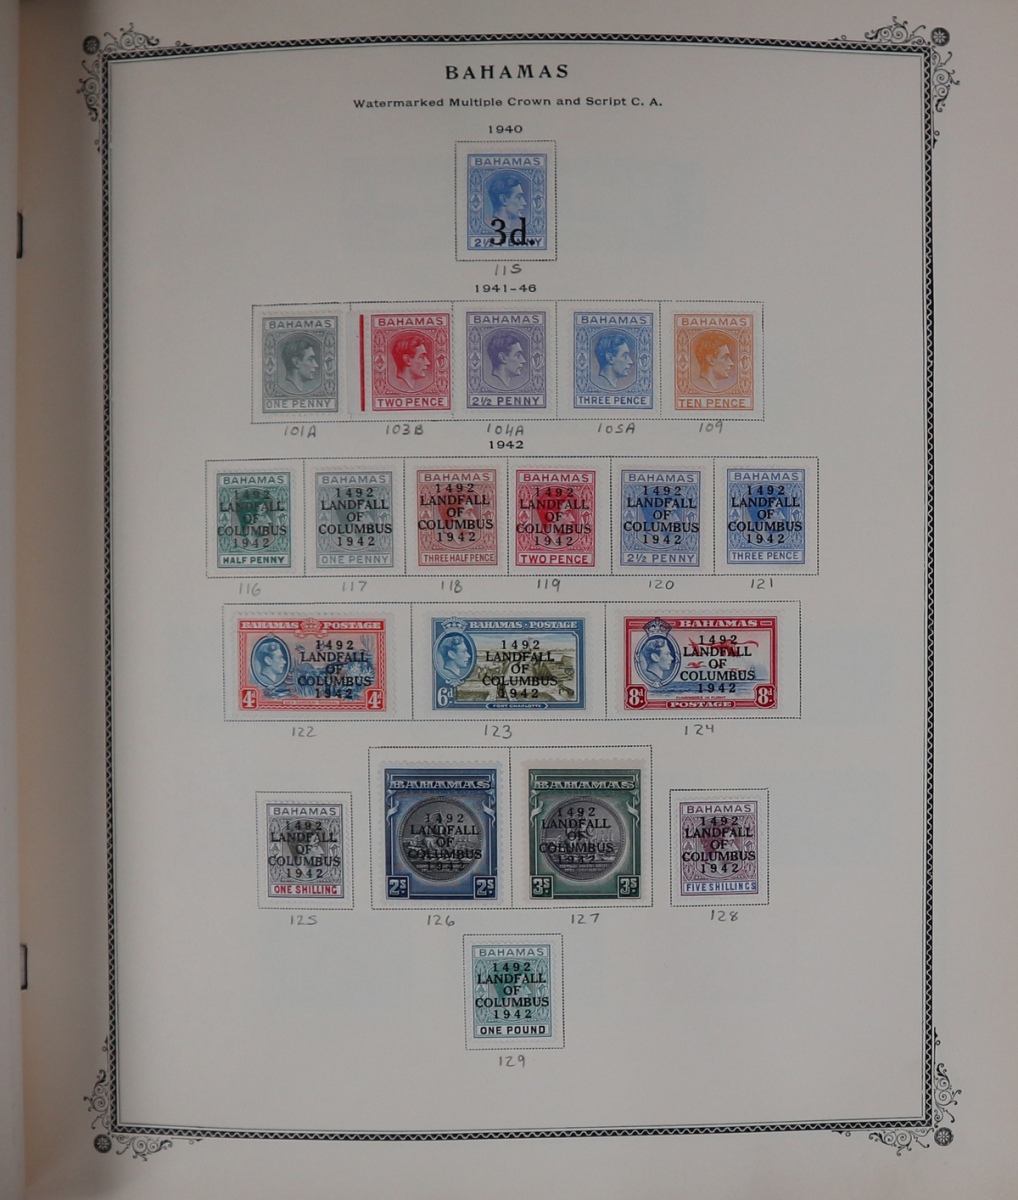 BAHAMAS
Watermarked Multiple Crown and Script C. A.
1940
BAHAMAS
3d.
2½ PENNY
115
1941-46
BAHAMAS BAHAMAS BAHAMAS BAHAMAS BAHAMAS
ONE PENNY TWO PENCE 2½ PENNY THREE PENCE TEN PENCE
101A 103B 104A 105A 109
1942
BAHAMAS BAHAMAS BAHAMAS BAHAMAS BAHAMAS BAHAMAS
1492 1492 1492 1492 1492 1492
LANDFALL LANDFALL LANDFALL LANDFALL LANDFALL LANDFALL
OF OF OF OF OF OF
COLUMBUS COLUMBUS COLUMBUS COLUMBUS COLUMBUS COLUMBUS
1942 1942 1942 1942 1942 1942
HALF PENNY ONE PENNY THREE HALF PENCE TWO PENCE 2½ PENNY THREE PENCE
116 117 118 119 120 121
BAHAMAS POSTAGE BAHAMAS · POSTAGE BAHAMAS
1492 1492 1492
LANDFALL LANDFALL LANDFALL
OF OF OF
COLUMBUS COLUMBUS COLUMBUS
1942 1942 1942
4d 4d 6d 8d 8d
FORT CHARLOTTE FLAMINGOES IN FLIGHT
POSTAGE
122 123 124
BAHAMAS BAHAMAS BAHAMAS BAHAMAS
1492 1492 1492 1492
LANDFALL LANDFALL LANDFALL LANDFALL
OF OF OF OF
COLUMBUS COLUMBUS COLUMBUS COLUMBUS
1942 1942 1942 1942
ONE SHILLING 2s 2s 3s 3s FIVE SHILLINGS
125 126 127 128
BAHAMAS
1492
LANDFALL
OF
COLUMBUS
1942
ONE POUND
129